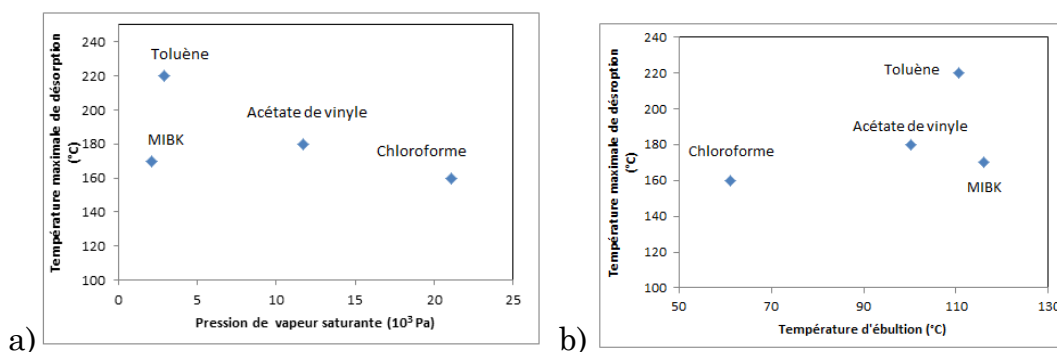 240
220
200
180
160
140
120
100
Température maximale de désorption
(°C)
Toluène
MIBK
Acétate de vinyle
Chloroforme
0 5 10 15 20 25
Pression de vapeur saturante (10³ Pa)
a)
240
220
200
180
160
140
120
100
Température maximale de désroption
(°C)
Toluène
Acétate de vinyle
Chloroforme
MIBK
50 70 90 110 130
Température d'ébultion (°C)
b)